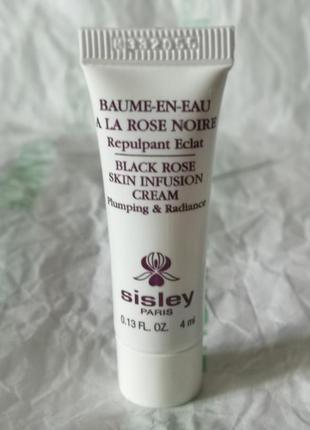 BAUME-EN-EAU
A LA ROSE NOIRE
Repulpant Eclat
BLACK ROSE
SKIN INFUSION
CREAM
Plumping & Radiance
sisley
PARIS
0.13 FL. OZ. 4 ml